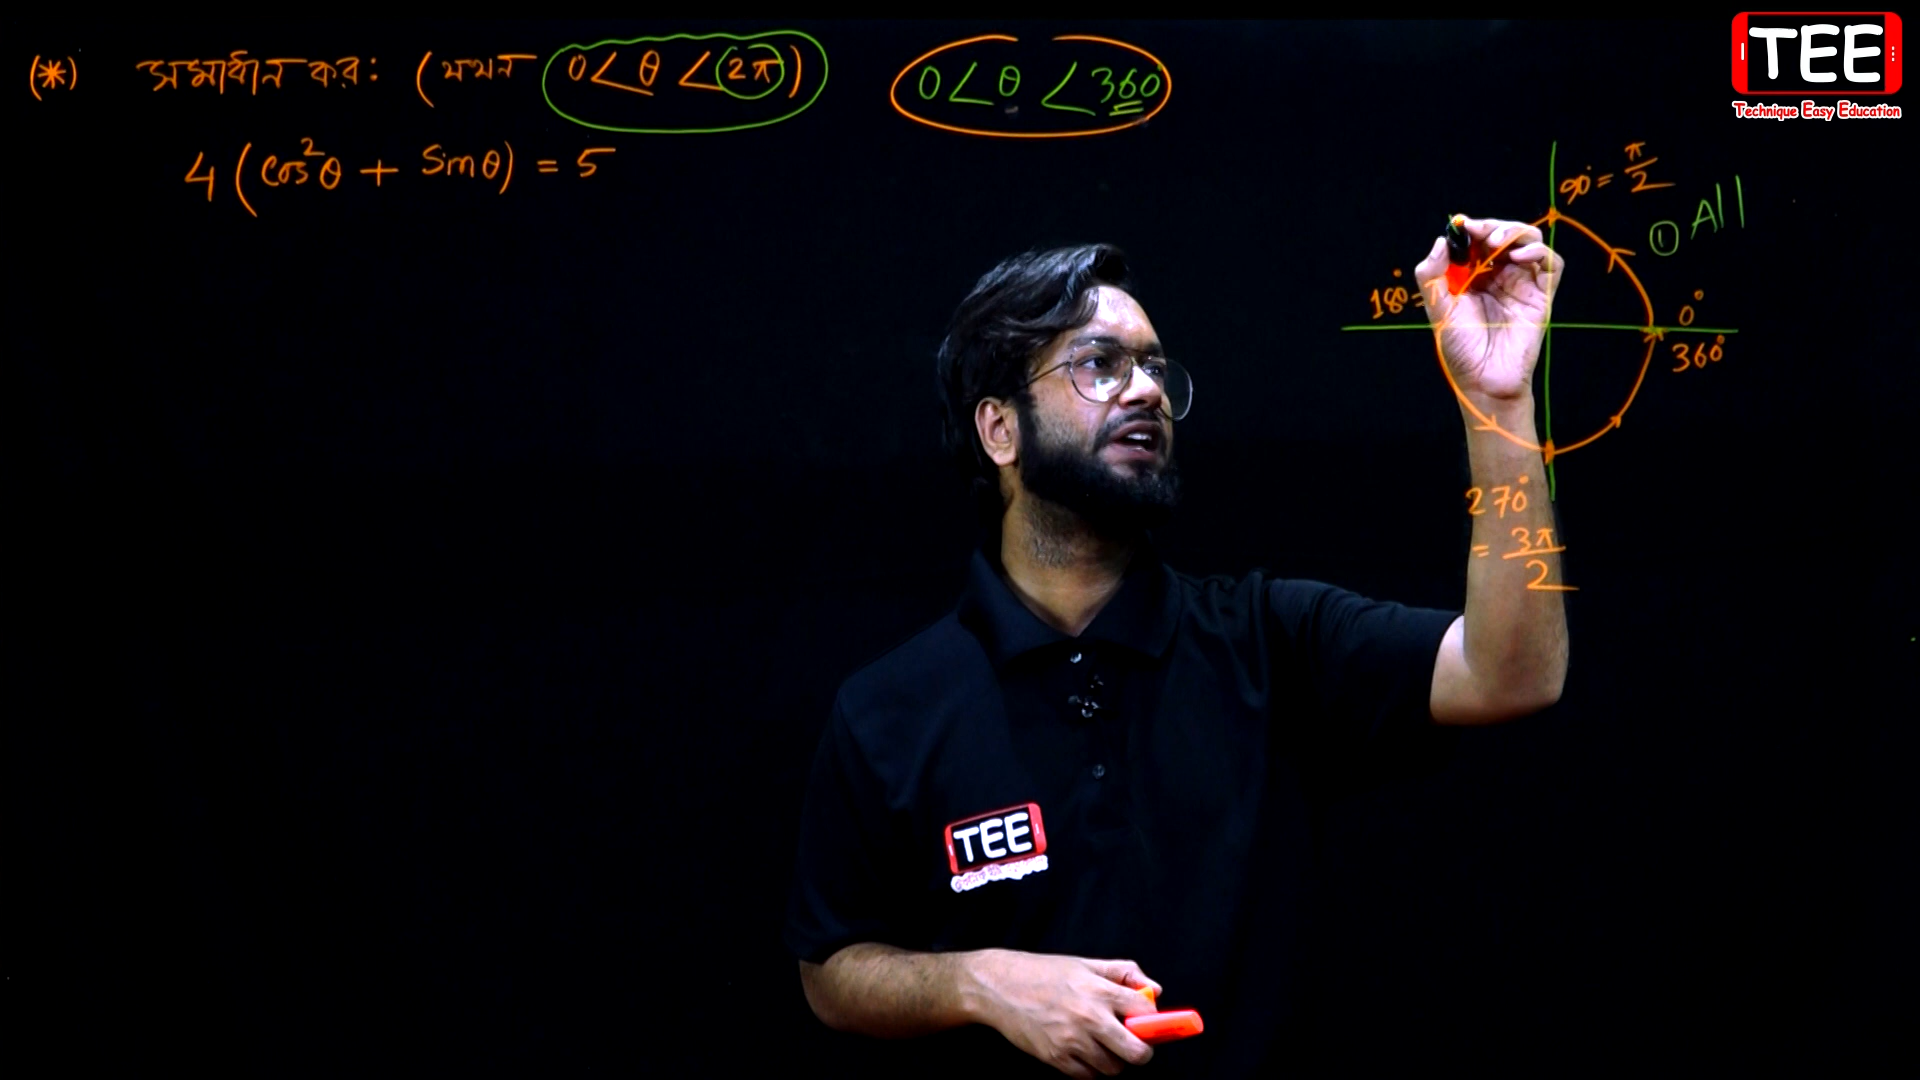 (*) সমাধান কর: (যখন 0<θ<2π) 0<θ<360°
4 (cos²θ + Sinθ) = 5
TEE
Technique Easy Education
90° = π/2
① All
180° = π
0°
360°
270°
= 3π/2
TEE